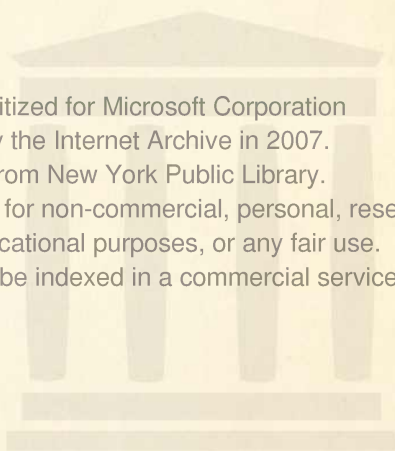 itized for Microsoft Corporation
the Internet Archive in 2007.
rom New York Public Library.
for non-commercial, personal, rese
cational purposes, or any fair use.
be indexed in a commercial service